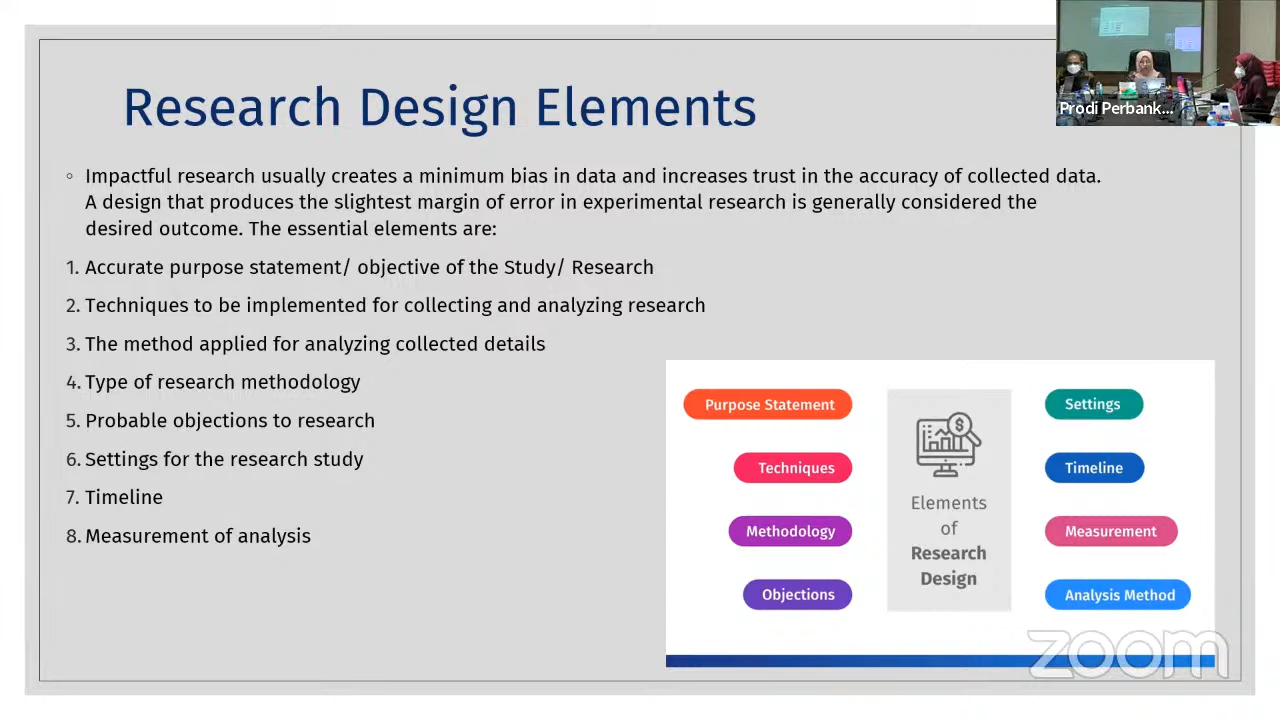 Research Design Elements
Prodi Perbank...
◦ Impactful research usually creates a minimum bias in data and increases trust in the accuracy of collected data.
A design that produces the slightest margin of error in experimental research is generally considered the
desired outcome. The essential elements are:
1. Accurate purpose statement/ objective of the Study/ Research
2. Techniques to be implemented for collecting and analyzing research
3. The method applied for analyzing collected details
4. Type of research methodology
5. Probable objections to research
6. Settings for the research study
7. Timeline
8. Measurement of analysis
Purpose Statement
Techniques
Methodology
Objections
Elements
of
Research
Design
Settings
Timeline
Measurement
Analysis Method
zoom